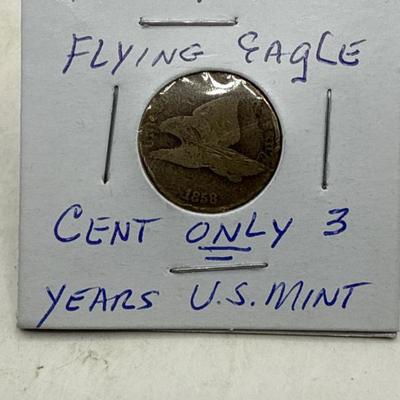 FLYING EAGLE
1858
CENT ONLY 3
YEARS U.S. MINT